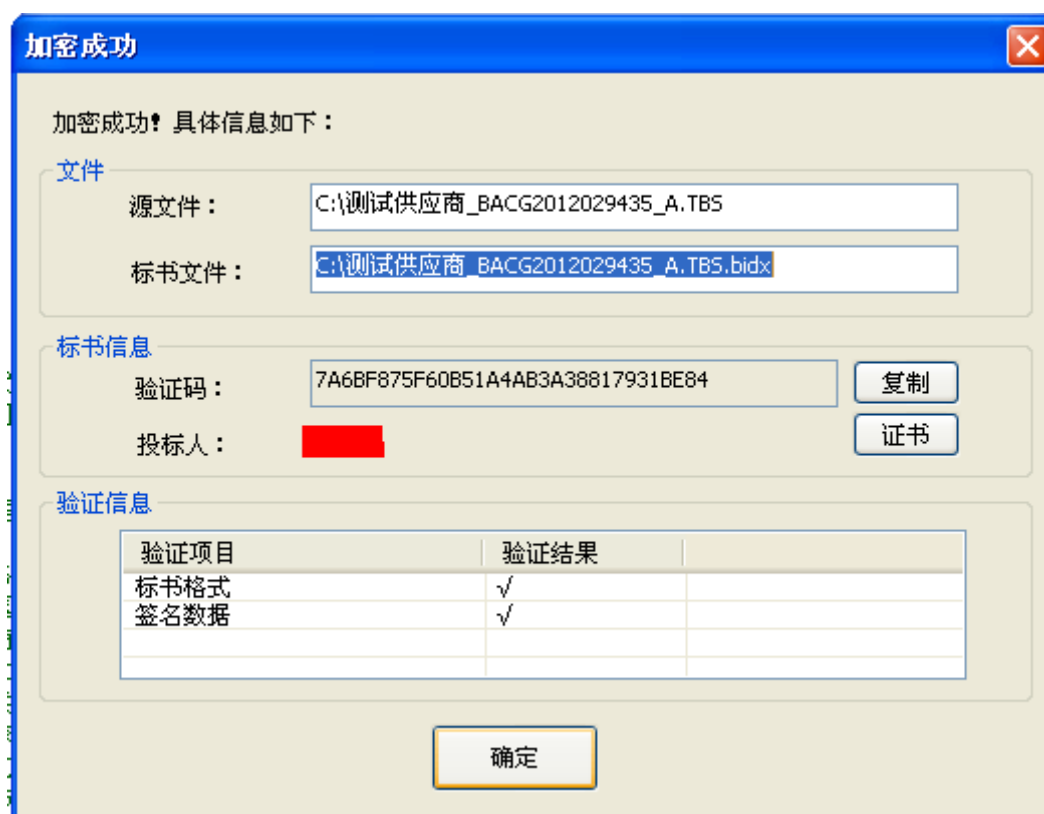 加密成功
加密成功！具体信息如下：
文件
源文件： C:\测试供应商_BACG2012029435_A.TBS
标书文件： C:\测试供应商_BACG2012029435_A.TBS.bidx
标书信息
验证码： 7A6BF875F60B51A4AB3A38817931BE84 复制
投标人： 证书
验证信息
验证项目 验证结果
标书格式 √
签名数据 √
确定